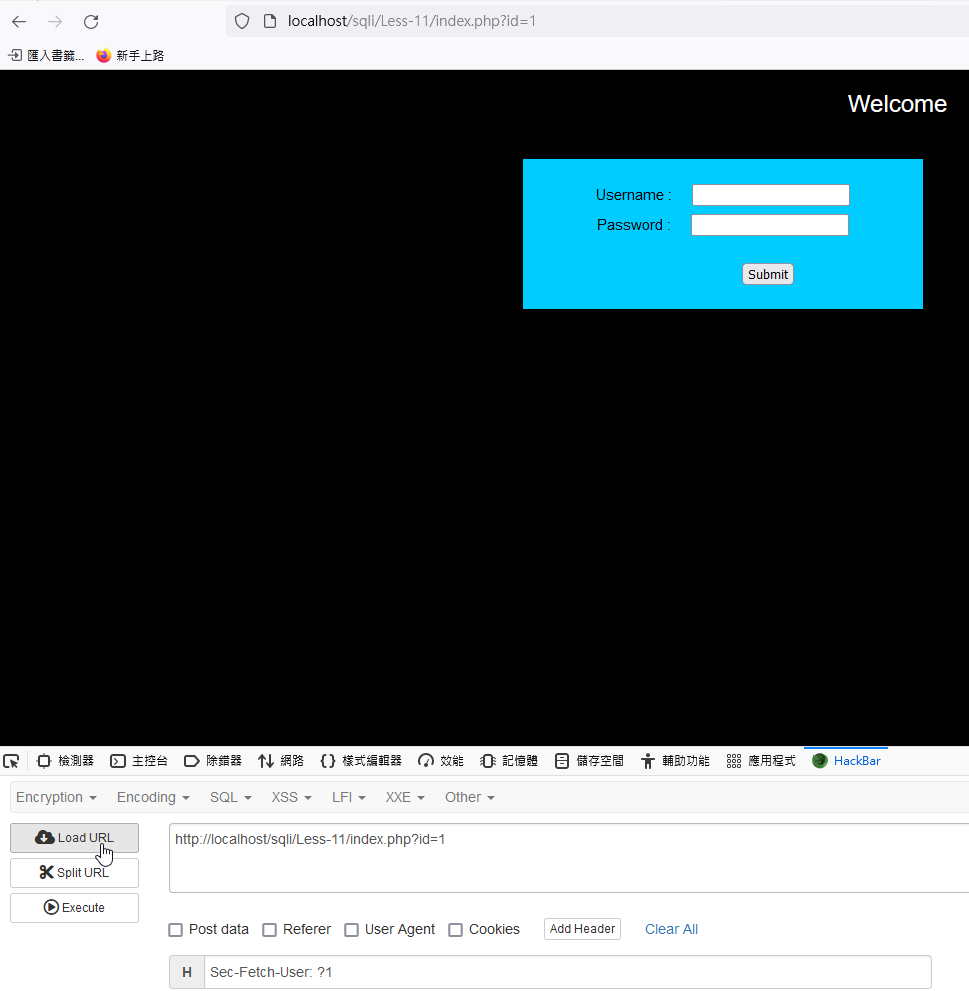 localhost/sqli/Less-11/index.php?id=1
匯入書籤... 新手上路
Welcome
Username :
Password :
Submit
檢測器 主控台 除錯器 網路 樣式編輯器 效能 記憶體 儲存空間 輔助功能 應用程式 HackBar
Encryption Encoding SQL XSS LFI XXE Other
Load URL
http://localhost/sqli/Less-11/index.php?id=1
Split URL
Execute
Post data Referer User Agent Cookies Add Header Clear All
H Sec-Fetch-User: ?1